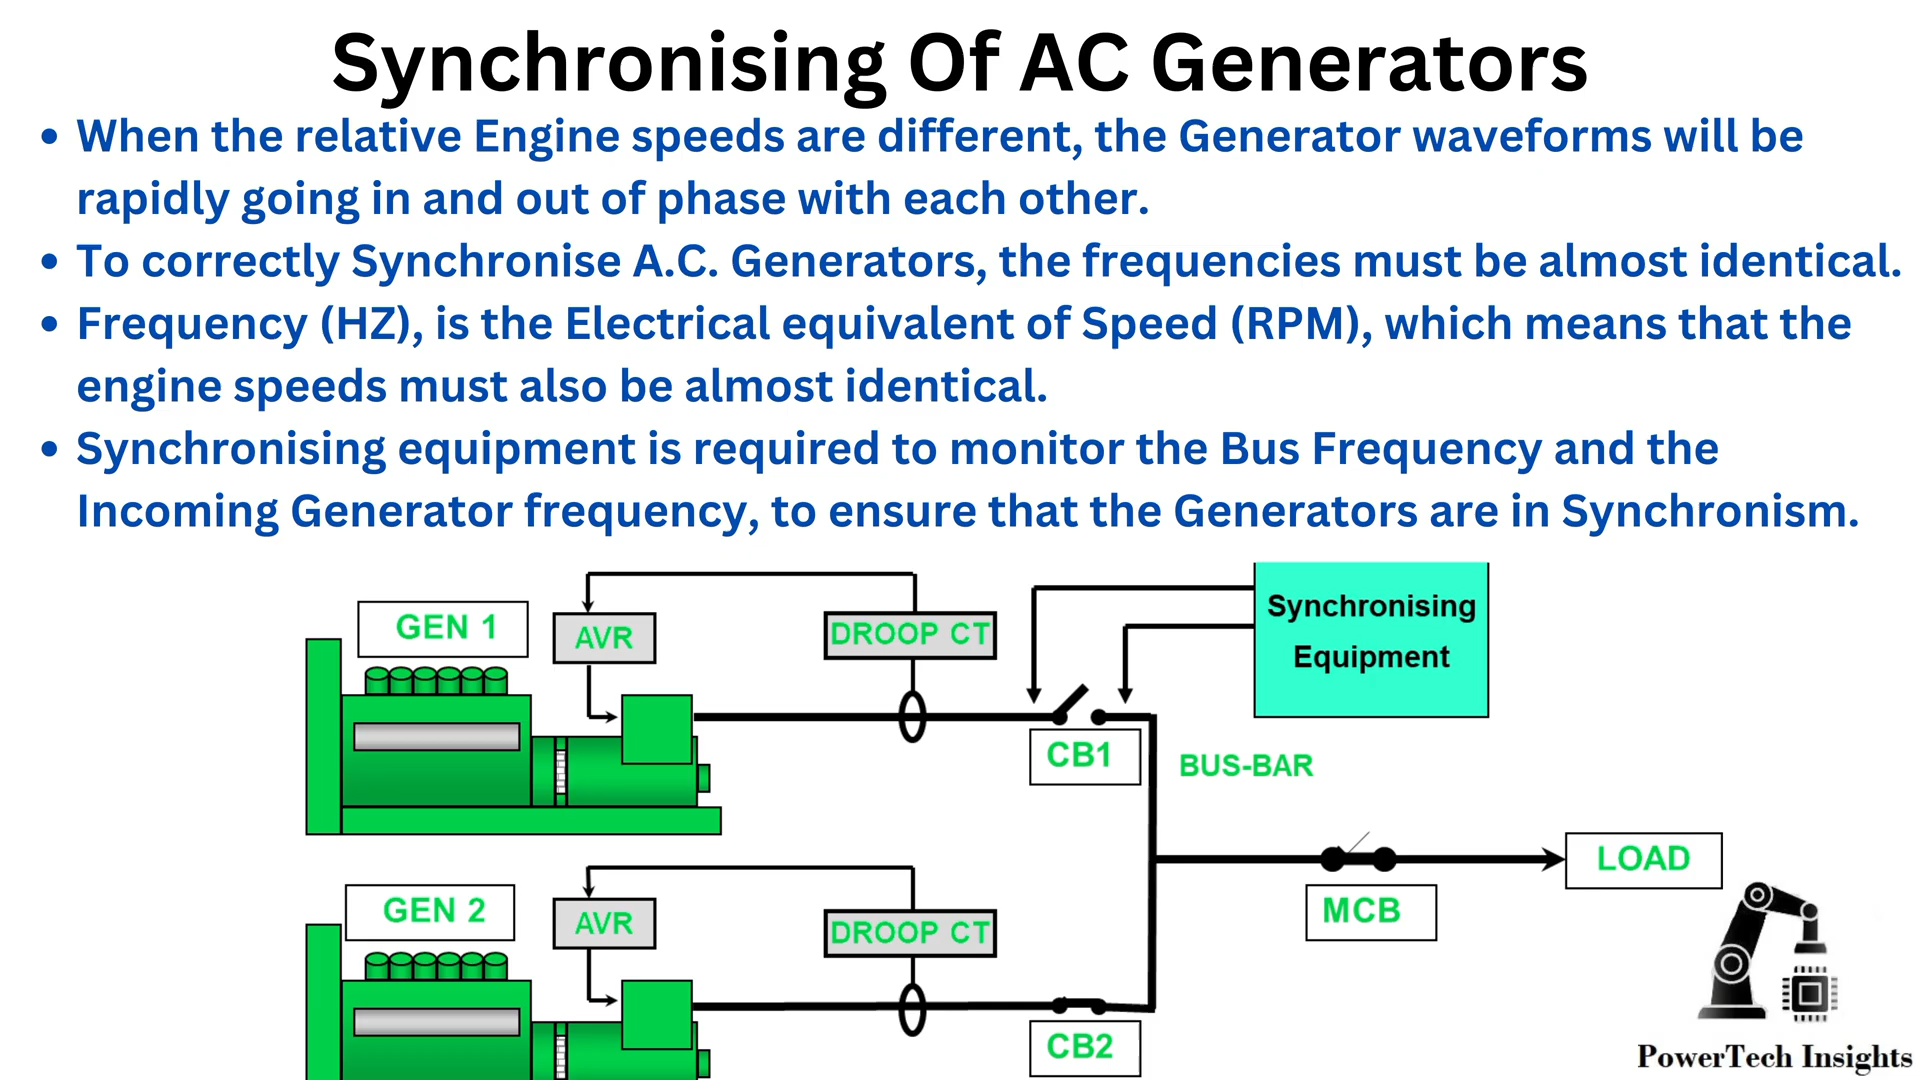 Synchronising Of AC Generators
• When the relative Engine speeds are different, the Generator waveforms will be
rapidly going in and out of phase with each other.
• To correctly Synchronise A.C. Generators, the frequencies must be almost identical.
• Frequency (HZ), is the Electrical equivalent of Speed (RPM), which means that the
engine speeds must also be almost identical.
• Synchronising equipment is required to monitor the Bus Frequency and the
Incoming Generator frequency, to ensure that the Generators are in Synchronism.
GEN 1
AVR
DROOP CT
Synchronising
Equipment
CB1
BUS-BAR
LOAD
MCB
GEN 2
AVR
DROOP CT
CB2
PowerTech Insights